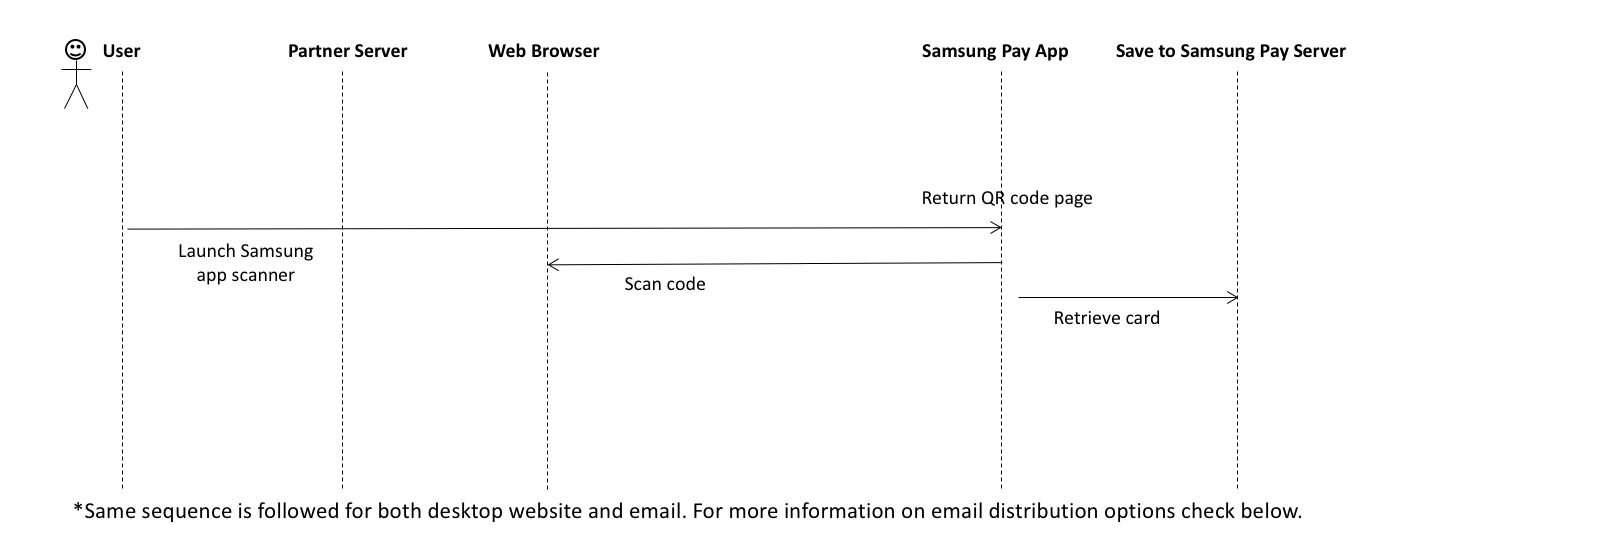 User
Partner Server
Web Browser
Samsung Pay App
Save to Samsung Pay Server
Return QR code page
Launch Samsung
app scanner
Scan code
Retrieve card
*Same sequence is followed for both desktop website and email. For more information on email distribution options check below.